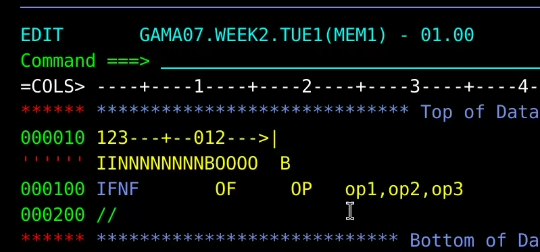 EDIT GAMA07.WEEK2.TUE1(MEM1) - 01.00
Command ===>
=COLS> ----+----1----+----2----+----3----+----4-
****** ***************************** Top of Data
000010 123---+--012--->|
'''''' IINNNNNNNNBOOOO B
000100 IFNF OF OP op1,op2,op3
000200 //
****** **************************** Bottom of Da